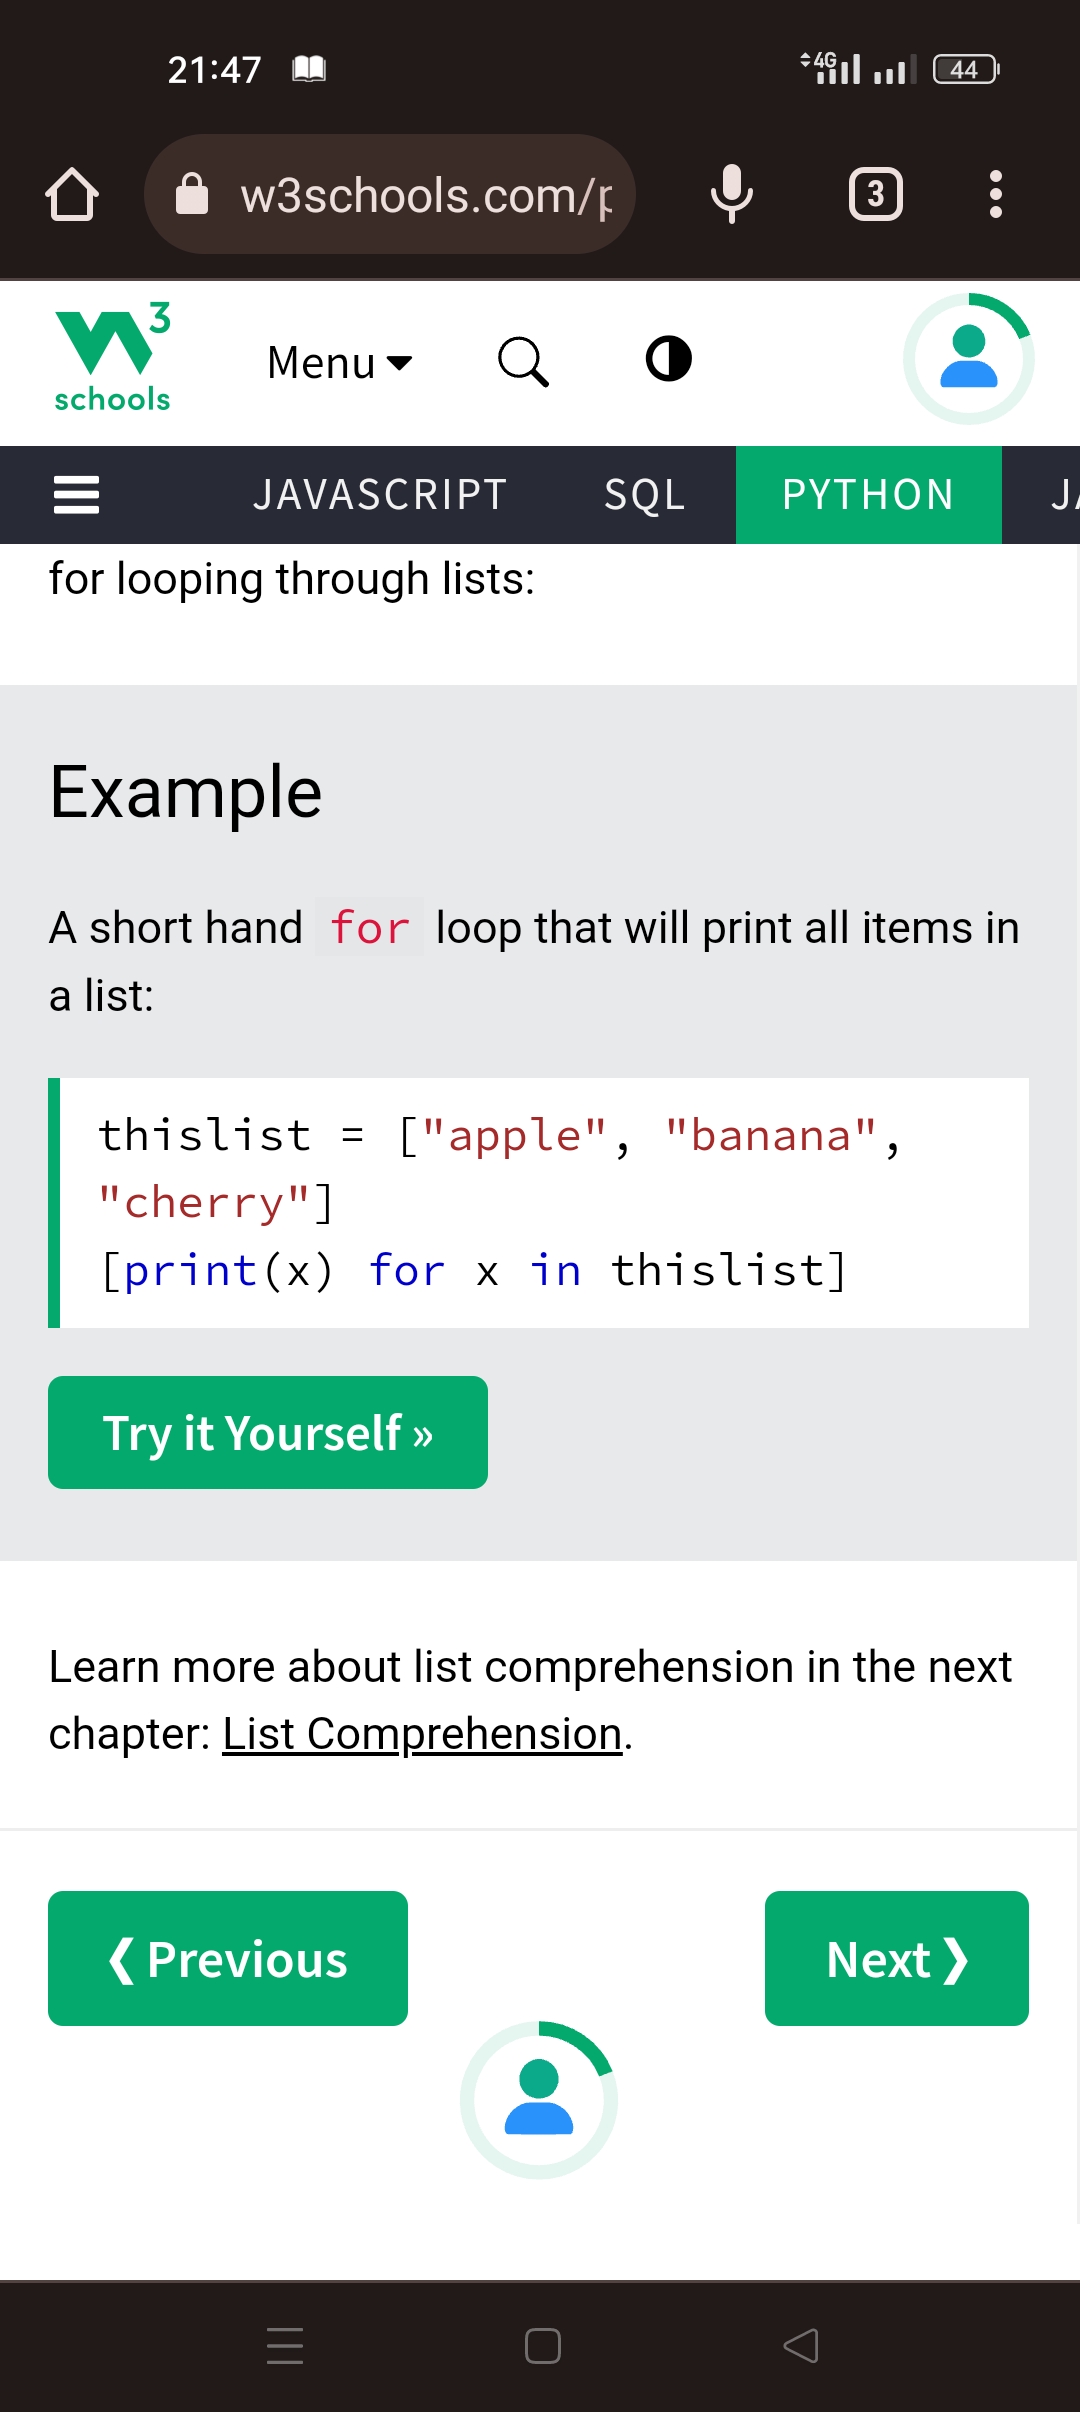 21:47
4G
44
w3schools.com/p
3
W3
schools
Menu
JAVASCRIPT SQL PYTHON JA
for looping through lists:
Example
A short hand for loop that will print all items in
a list:
thislist = ["apple", "banana",
"cherry"]
[print(x) for x in thislist]
Try it Yourself »
Learn more about list comprehension in the next
chapter: List Comprehension.
❮ Previous
Next ❯